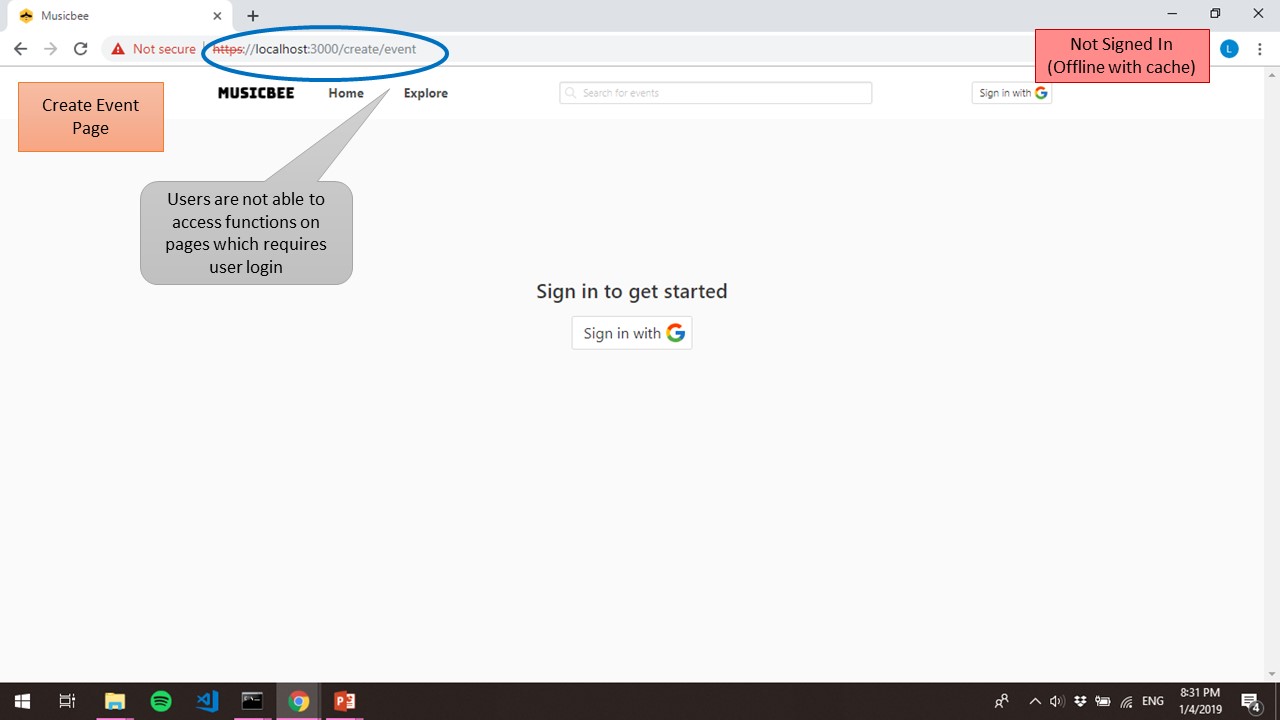 Musicbee
Not secure
https://localhost:3000/create/event
L
Not Signed In
(Offline with cache)
Create Event
Page
MUSICBEE
Home
Explore
Search for events
Sign in with G
Users are not able to
access functions on
pages which requires
user login
Sign in to get started
Sign in with G
ENG
8:31 PM
1/4/2019
4